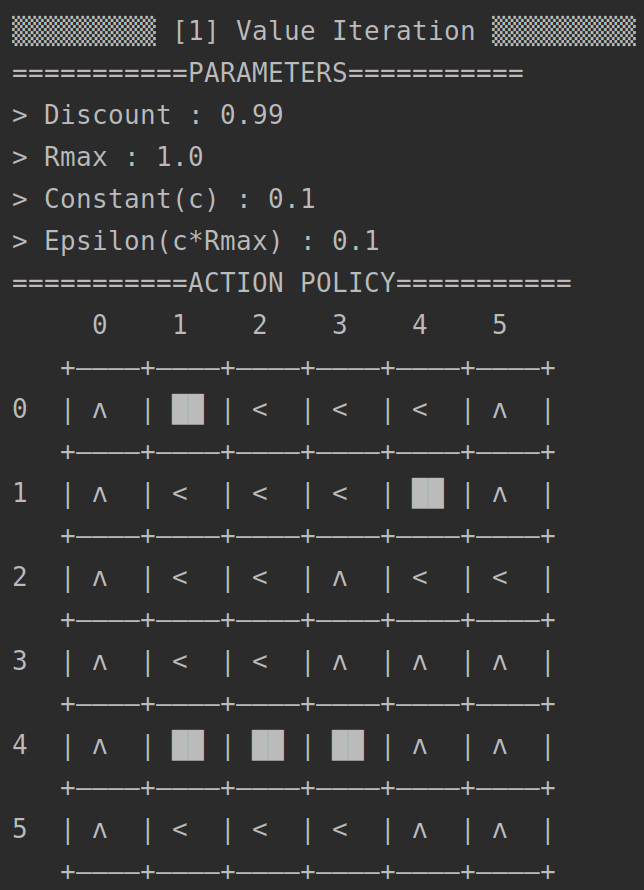 ▒▒▒▒▒▒▒▒▒ [1] Value Iteration ▒▒▒▒▒▒▒▒▒
===========PARAMETERS===========
> Discount : 0.99
> Rmax : 1.0
> Constant(c) : 0.1
> Epsilon(c*Rmax) : 0.1
===========ACTION POLICY===========
     0    1    2    3    4    5
   +————+————+————+————+————+————+
0  | ʌ  | ██ | <  | <  | <  | ʌ  |
   +————+————+————+————+————+————+
1  | ʌ  | <  | <  | <  | ██ | ʌ  |
   +————+————+————+————+————+————+
2  | ʌ  | <  | <  | ʌ  | <  | <  |
   +————+————+————+————+————+————+
3  | ʌ  | <  | <  | ʌ  | ʌ  | ʌ  |
   +————+————+————+————+————+————+
4  | ʌ  | ██ | ██ | ██ | ʌ  | ʌ  |
   +————+————+————+————+————+————+
5  | ʌ  | <  | <  | <  | ʌ  | ʌ  |
   +————+————+————+————+————+————+